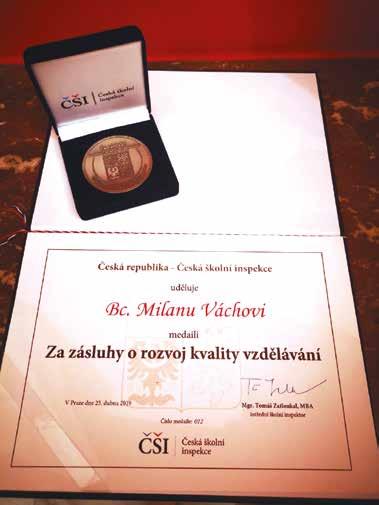 ČŠI Česká školní
inspekce
Česká republika – Česká školní inspekce
uděluje
Bc. Milanu Váchovi
medaili
Za zásluhy o rozvoj kvality vzdělávání
V Praze dne 25. dubna 2019
Mgr. Tomáš Zatloukal, MBA
ústřední školní inspektor
Číslo medaile: 012
ČŠI Česká školní
inspekce